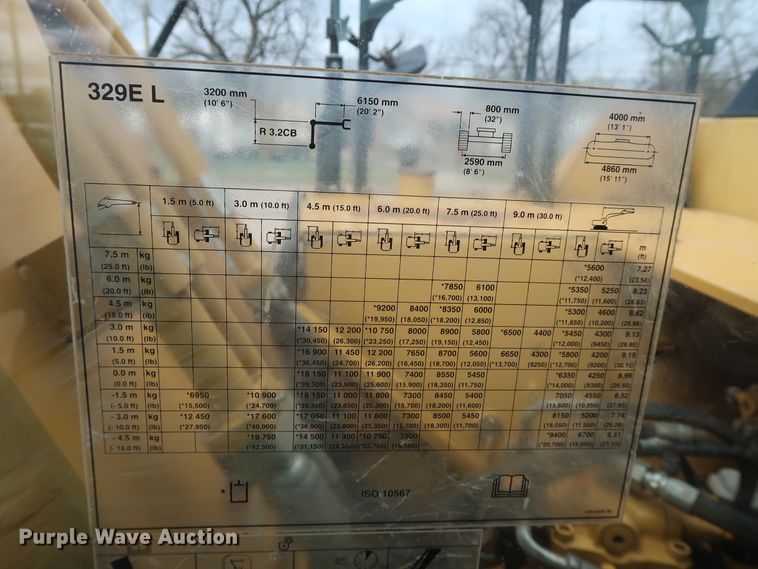 329E L
3200 mm
(10' 6")
R 3.2CB
6150 mm
(20' 2")
800 mm
(32")
2590 mm
(8' 6")
4000 mm
(13' 1")
4860 mm
(15' 11")
1.5 m (5.0 ft) 3.0 m (10.0 ft) 4.5 m (15.0 ft) 6.0 m (20.0 ft) 7.5 m (25.0 ft) 9.0 m (30.0 ft)
m
(ft)
7.5 m kg *5600 7.27
(25.0 ft) (lb) (*12,400) (23.54)
6.0 m kg *7850 6100 *5350 5250 8.23
(20.0 ft) (lb) (*16,700) (13,100) (*11,750) (11,600) (26.83)
4.5 m kg *9200 8400 *8350 6000 *5300 4600 8.82
(15.0 ft) (lb) (*19,950) (18,050) (*18,200) (12,850) (*11,650) (10,200) (28.88)
3.0 m kg *14 150 12 200 *10 750 8000 8900 5800 *6500 4400 *5450 4300 9.13
(10.0 ft) (lb) (*30,450) (26,300) (*23,250) (17,250) (19,150) (12,450) (*12,000) (9450) (29.95)
1.5 m kg *16 900 11 450 12 200 7650 8700 5600 6650 4300 *5800 4200 9.19
(5.0 ft) (lb) (*36,450) (24,700) (26,200) (16,450) (18,700) (12,050) (*13,700) (9250) (*12,700) (9200) (30.15)
0.0 m kg *18 150 11 100 11 900 7400 8550 5450 *6350 4250 8.99
(0.0 ft) (lb) (*39,300) (23,900) (25,600) (15,900) (18,350) (11,750) (*14,000) (9350) (29.50)
-1.5 m kg *6950 *10 900 *18 150 11 000 11 800 7300 8450 5400 7050 4550 8.52
(- 5.0 ft) (lb) (*15,500) (*24,700) (*39,350) (23,650) (25,300) (15,700) (18,200) (11,600) (15,600) (10,050) (27.93)
- 3.0 m kg *12 450 *17 600 *17 050 11 100 11 800 7300 8500 5450 8150 5200 7.74
(- 10.0 ft) (lb) (*27,950) (*40,000) (*36,900) (23,800) (25,350) (15,700) (18,300) (11,700) (18,050) (11,550) (25.28)
- 4.5 m kg *19 750 *14 500 11 300 *10 750 7500 *9400 6700 6.51
(- 15.0 ft) (lb) (*42,500) (*31,150) (24,350) (*22,750) (16,150) (*20,700) (15,050) (21.13)
ISO 10567
Purple Wave Auction